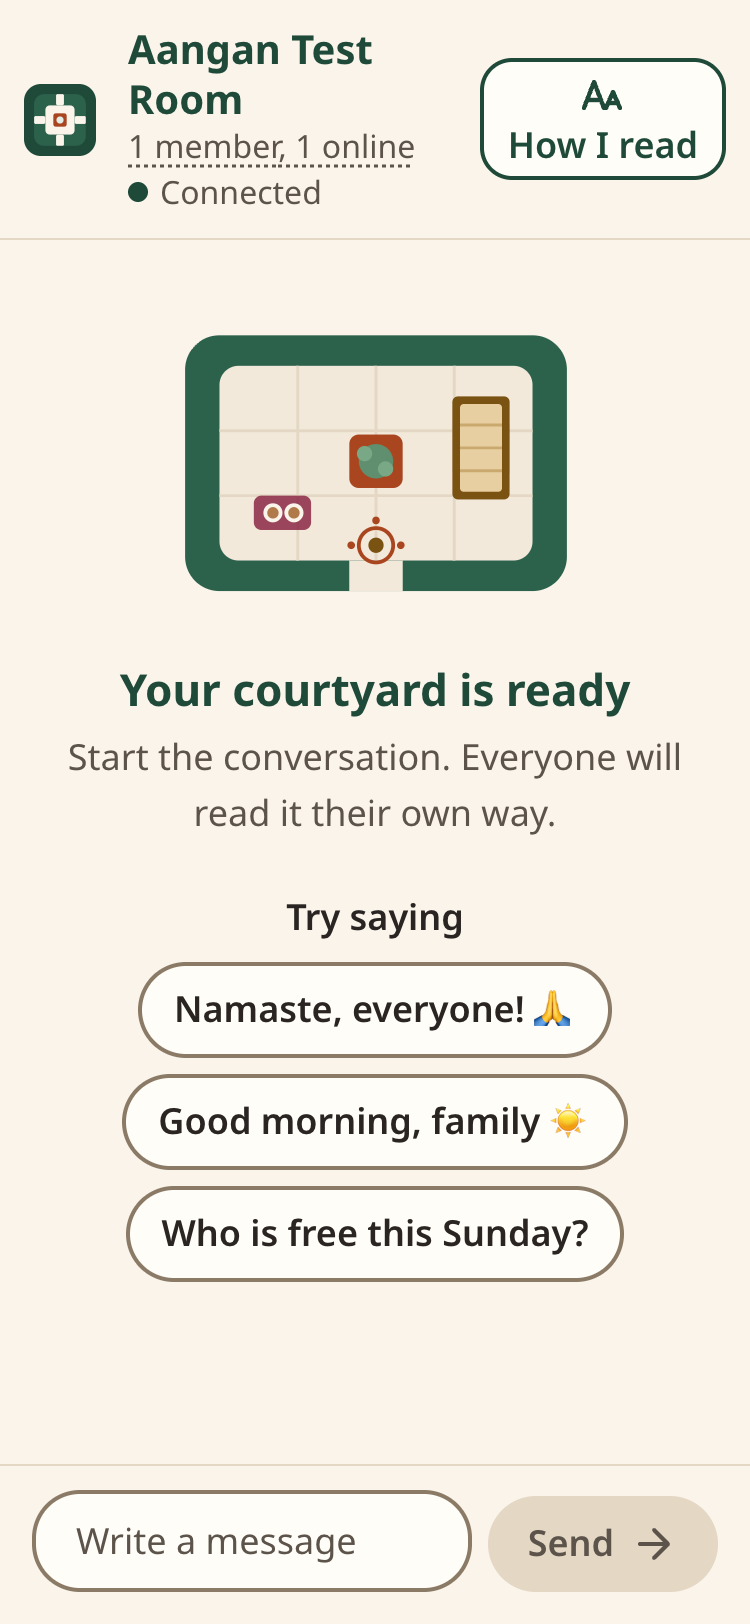 Aangan Test
Room
1 member, 1 online
Connected
How I read
Your courtyard is ready
Start the conversation. Everyone will
read it their own way.
Try saying
Namaste, everyone! 🙏
Good morning, family ☀️
Who is free this Sunday?
Write a message
Send →